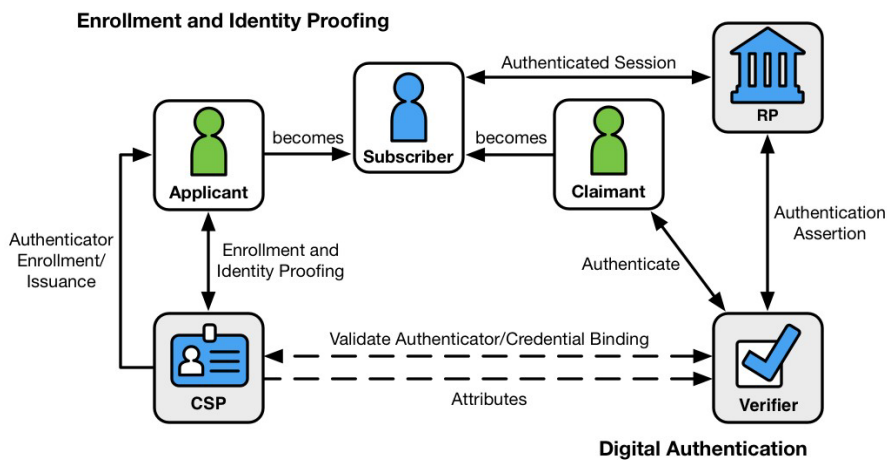 Enrollment and Identity Proofing
Authenticated Session
RP
becomes
Subscriber
becomes
Applicant
Claimant
Authenticator
Enrollment/
Issuance
Enrollment and
Identity Proofing
Authenticate
Authentication
Assertion
Validate Authenticator/Credential Binding
CSP
Attributes
Verifier
Digital Authentication